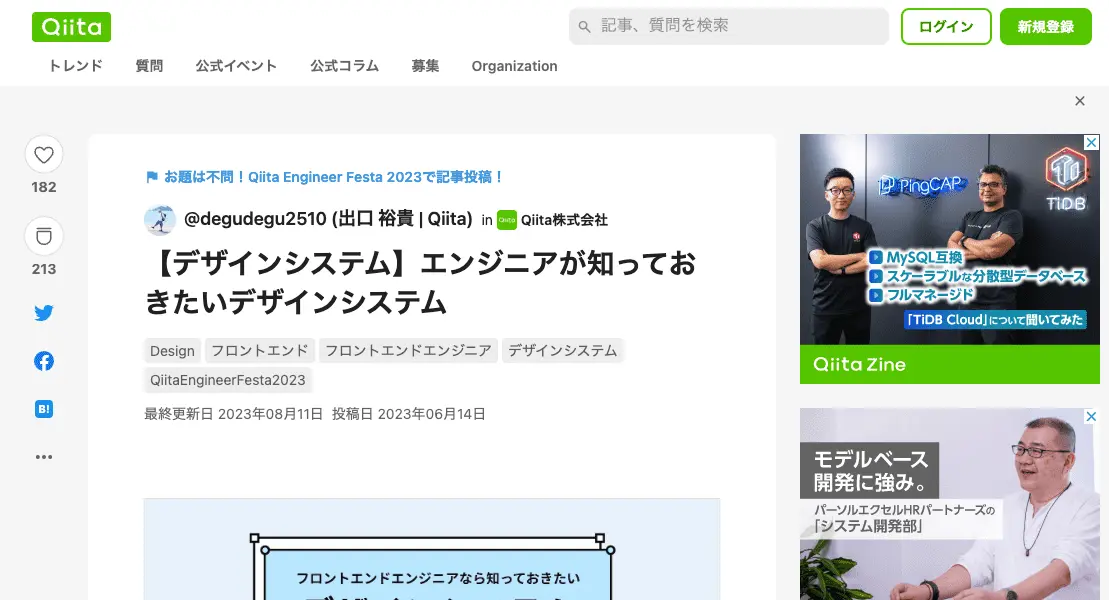 Qiita
記事、質問を検索
ログイン
新規登録
トレンド 質問 公式イベント 公式コラム 募集 Organization
182
213
B!
お題は不問！Qiita Engineer Festa 2023で記事投稿！
@degudegu2510 (出口 裕貴 | Qiita) in Qiita株式会社
【デザインシステム】エンジニアが知ってお
きたいデザインシステム
Design フロントエンド フロントエンドエンジニア デザインシステム
QiitaEngineerFesta2023
最終更新日 2023年08月11日 投稿日 2023年06月14日
フロントエンドエンジニアなら知っておきたい
PingCAP
TiDB
MySQL互換
スケーラブルな分散型データベース
フルマネージド
「TiDB Cloud」について聞いてみた
Qiita Zine
モデルベース
開発に強み。
パーソルエクセルHRパートナーズの
「システム開発部」